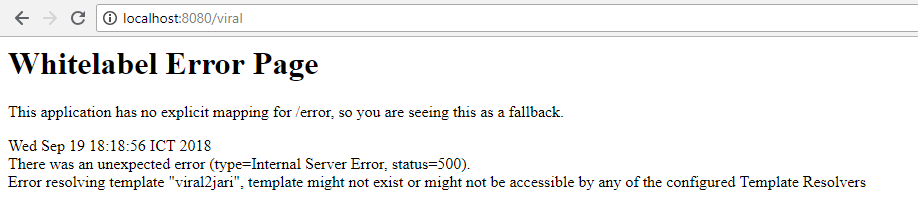 localhost:8080/viral
Whitelabel Error Page
This application has no explicit mapping for /error, so you are seeing this as a fallback.
Wed Sep 19 18:18:56 ICT 2018
There was an unexpected error (type=Internal Server Error, status=500).
Error resolving template "viral2jari", template might not exist or might not be accessible by any of the configured Template Resolvers